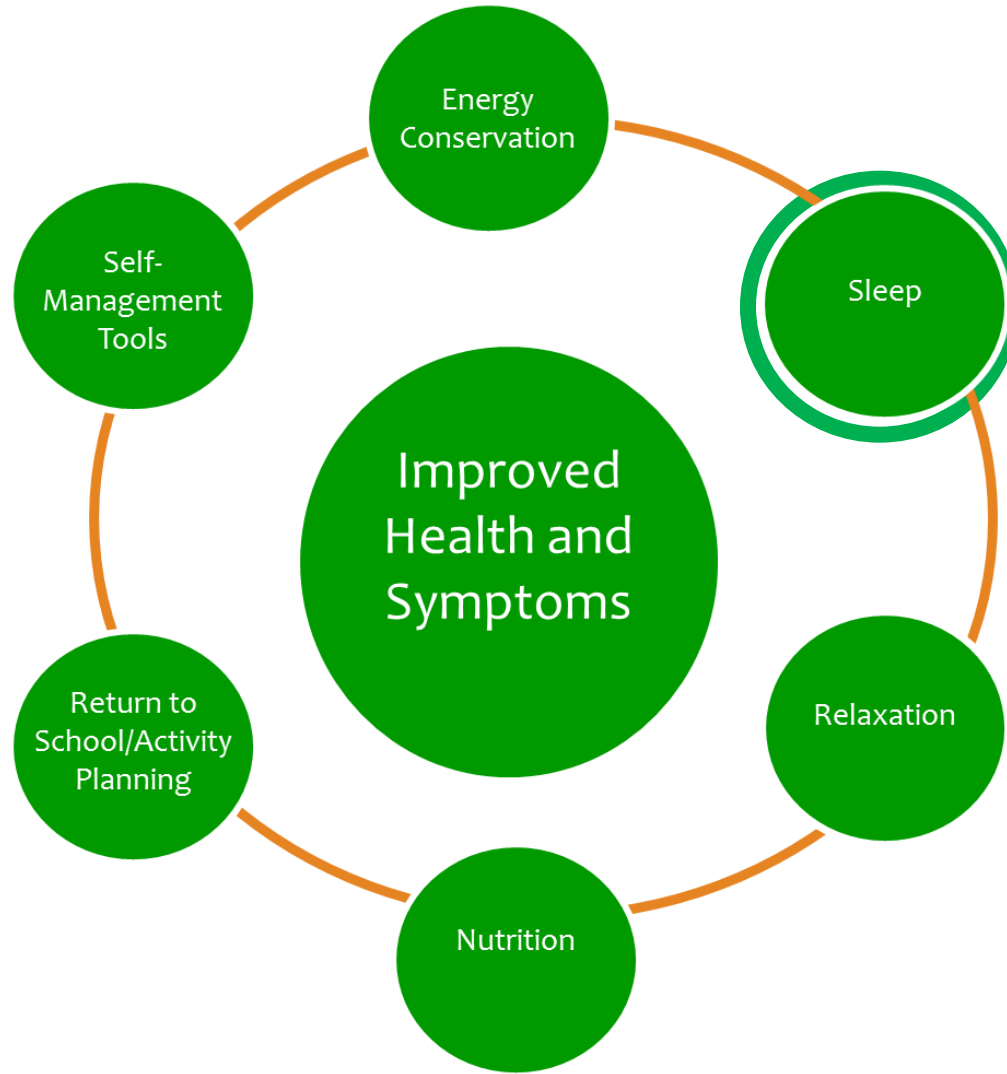 Energy
Conservation
Sleep
Relaxation
Nutrition
Return to
School/Activity
Planning
Self-
Management
Tools
Improved
Health and
Symptoms